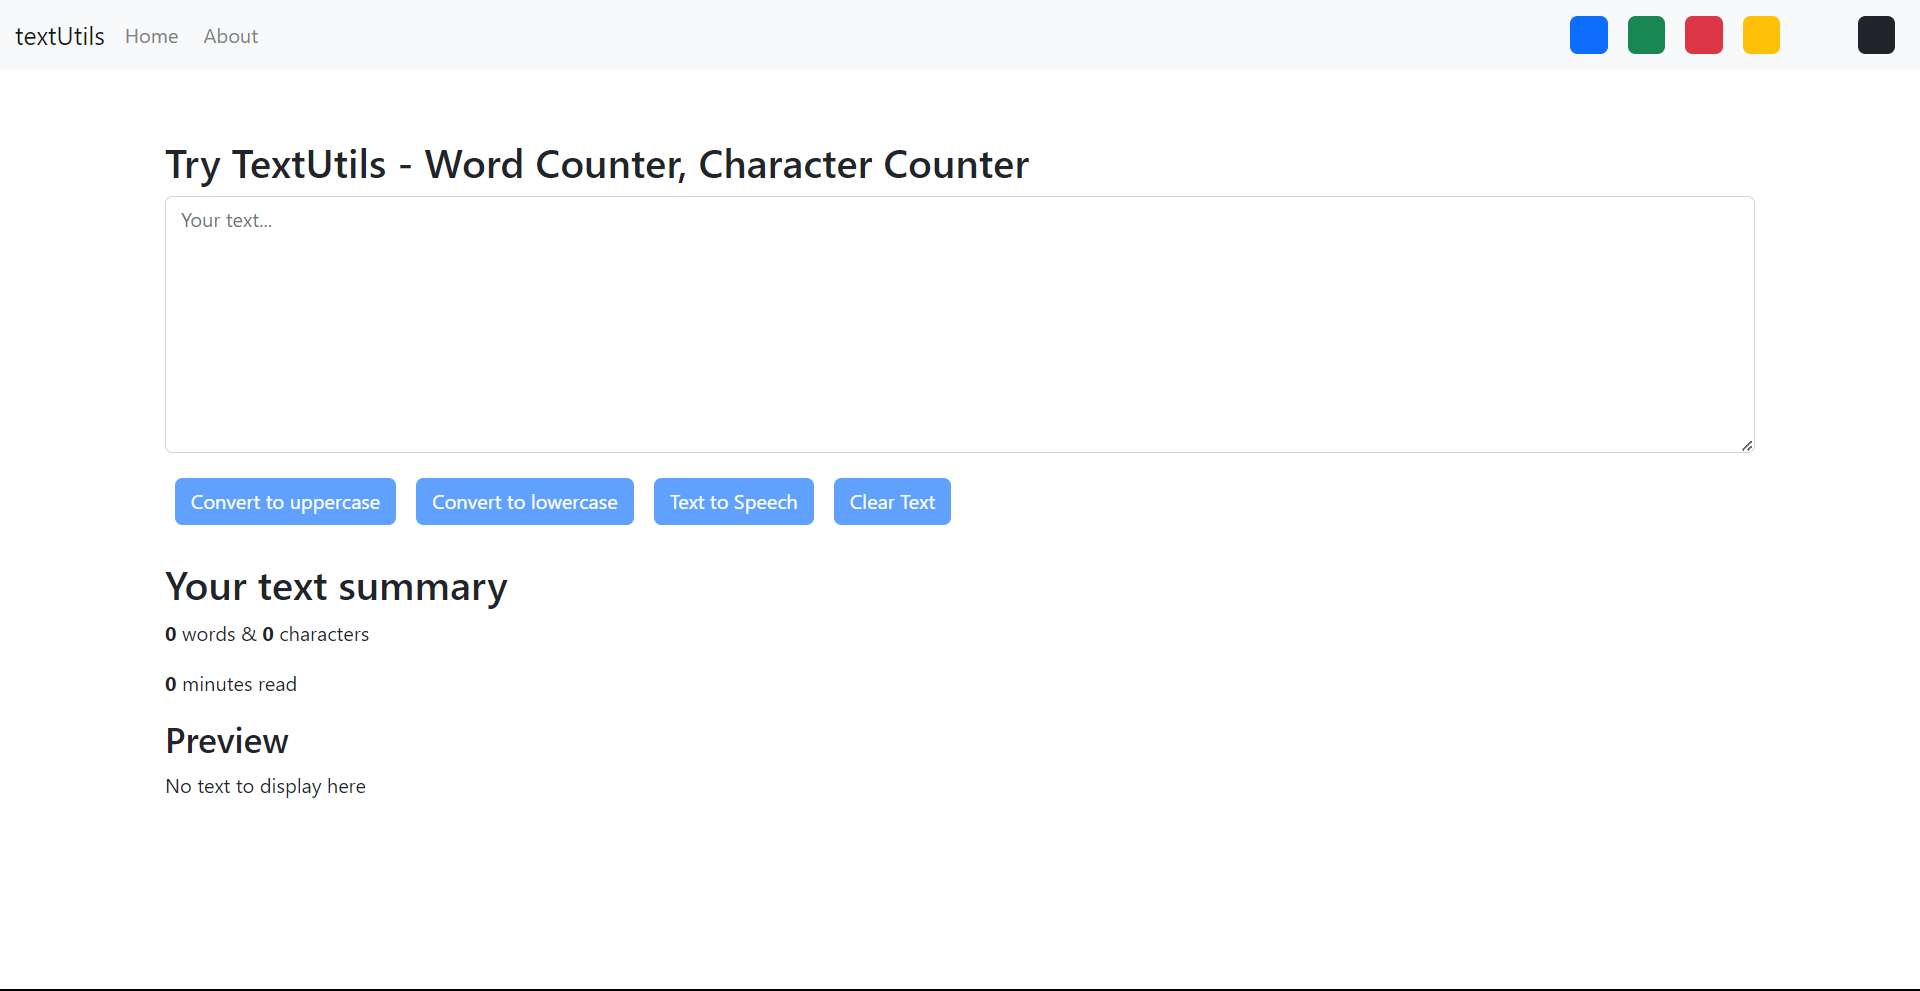 textUtils Home About
Try TextUtils - Word Counter, Character Counter
Your text...
Convert to uppercase Convert to lowercase Text to Speech Clear Text
Your text summary
0 words & 0 characters
0 minutes read
Preview
No text to display here